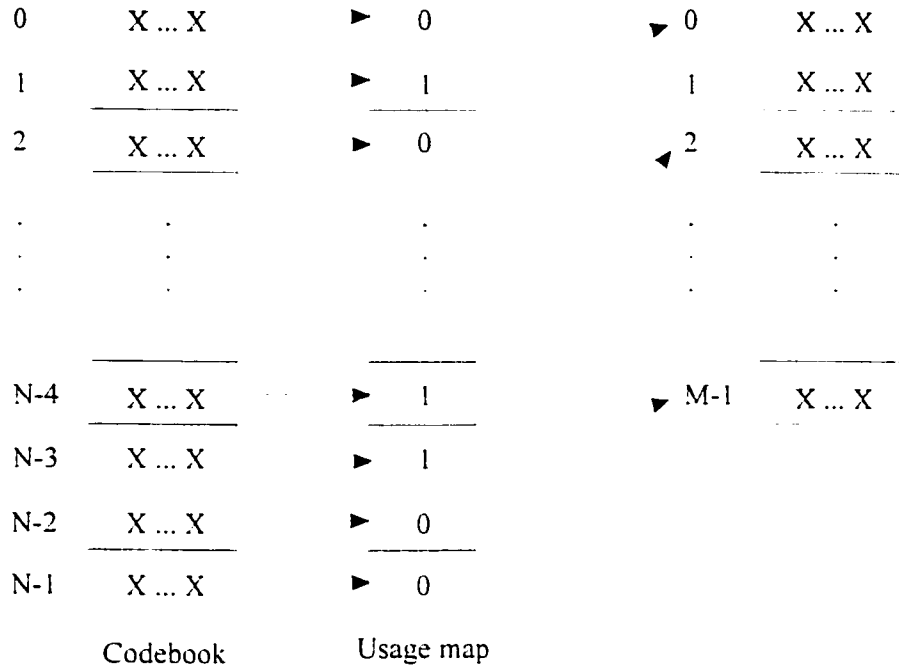 0 X ... X 0 0 X ... X
1 X ... X 1 1 X ... X
2 X ... X 0 2 X ... X
. . . . .
. . . . .
. . . . .
N-4 X ... X 1 M-1 X ... X
N-3 X ... X 1
N-2 X ... X 0
N-1 X ... X 0
Codebook Usage map